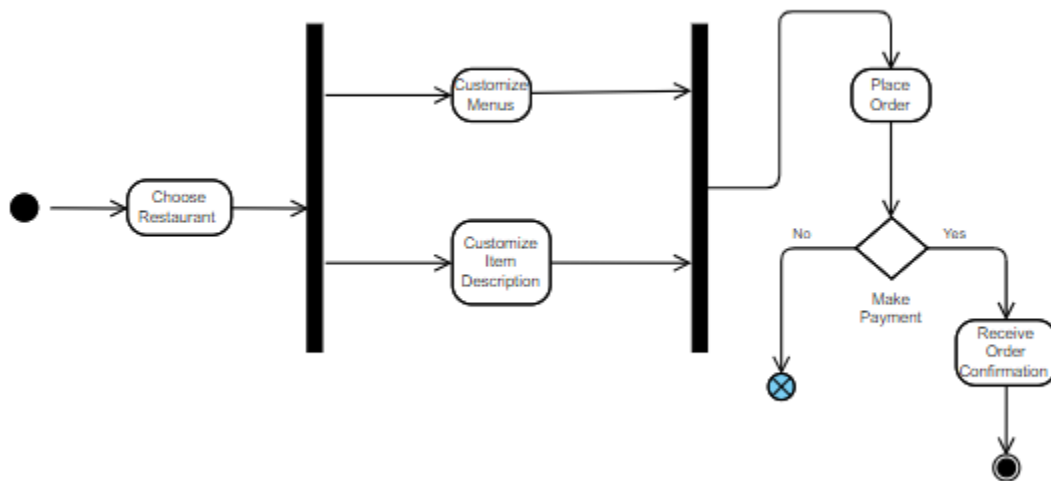 Choose
Restaurant
Customize
Menus
Customize
Item
Description
Place
Order
No
Yes
Make
Payment
Receive
Order
Confirmation